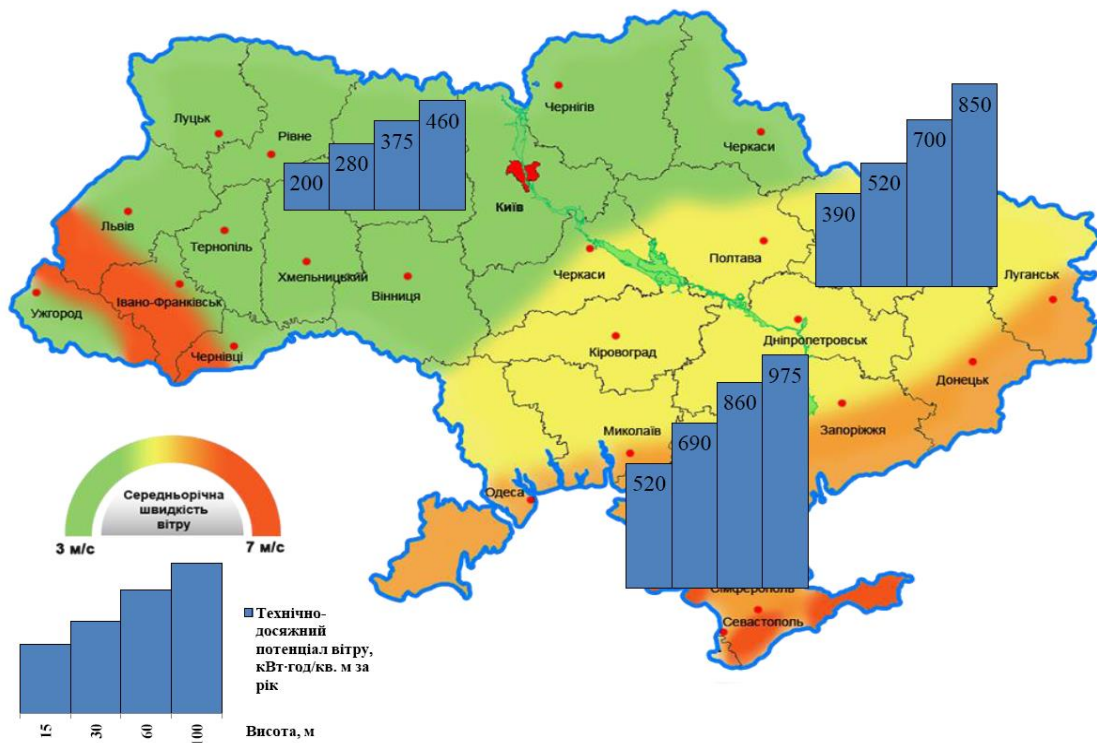 Чернігів
Луцьк
Рівне
Черкаси
Київ
200
280
375
460
390
520
700
850
Львів
Тернопіль
Хмельницький
Вінниця
Черкаси
Полтава
Луганськ
Івано-Франківськ
Ужгород
Чернівці
Кіровоград
Дніпропетровськ
Донецьк
Запоріжжя
Миколаїв
Одеса
520
690
860
975
Сімферополь
Севастополь
Середньорічна
швидкість
вітру
3 м/с
7 м/с
Технічно-
досяжний
потенціал вітру,
кВт·год/кв. м за
рік
15
30
60
100
Висота, м